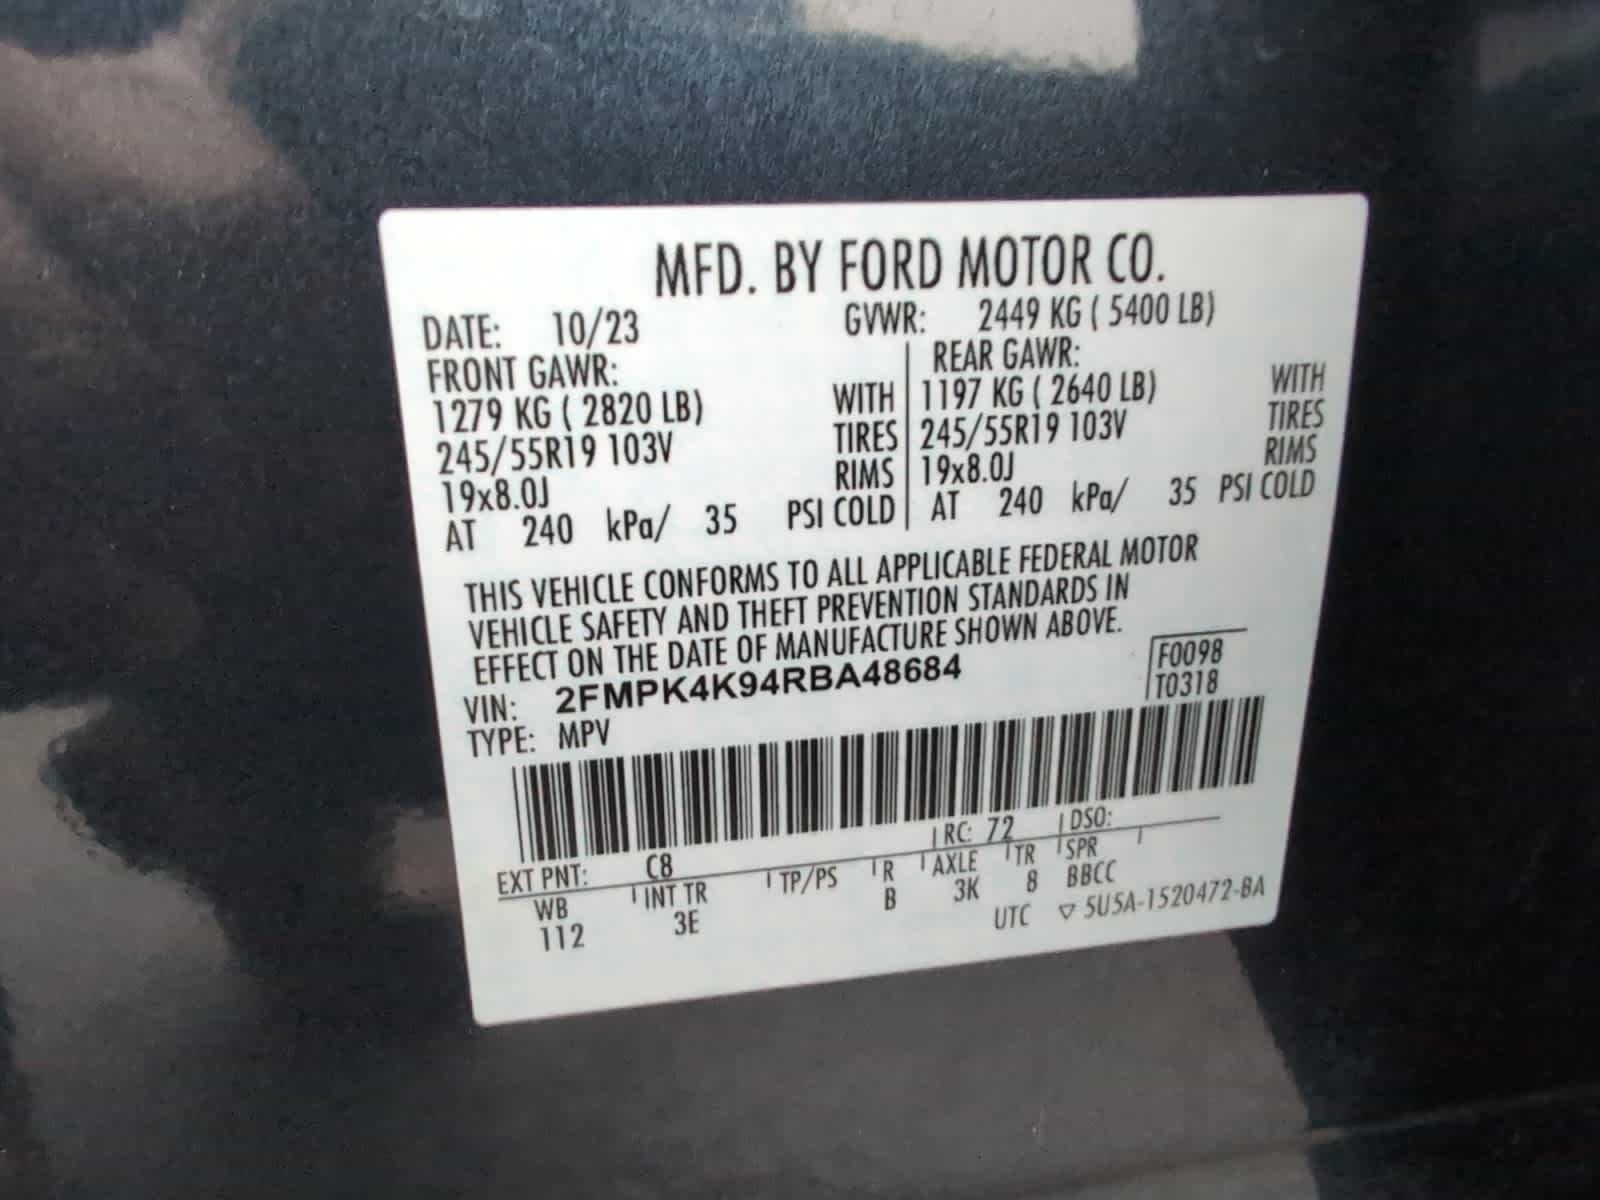 MFD. BY FORD MOTOR CO.
DATE: 10/23 GVWR: 2449 KG ( 5400 LB)
FRONT GAWR: REAR GAWR:
1279 KG ( 2820 LB) WITH 1197 KG ( 2640 LB) WITH
245/55R19 103V TIRES 245/55R19 103V TIRES
19x8.0J RIMS 19x8.0J RIMS
AT 240 kPa/ 35 PSI COLD AT 240 kPa/ 35 PSI COLD
THIS VEHICLE CONFORMS TO ALL APPLICABLE FEDERAL MOTOR
VEHICLE SAFETY AND THEFT PREVENTION STANDARDS IN
EFFECT ON THE DATE OF MANUFACTURE SHOWN ABOVE.
VIN: 2FMPK4K94RBA48684 F0098
TYPE: MPV T0318
EXT PNT: C8 RC: 72 DSO:
WB INT TR TP/PS R AXLE TR SPR
112 3E B 3K 8 BBCC
UTC ▽ 5U5A-1520472-BA